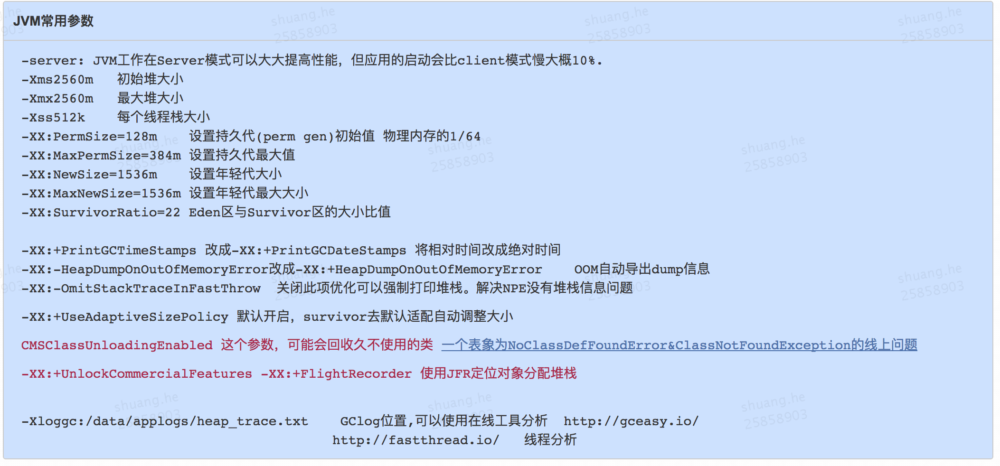 JVM常用参数
-server: JVM工作在Server模式可以大大提高性能，但应用的启动会比client模式慢大概10%.
-Xms2560m 初始堆大小
-Xmx2560m 最大堆大小
-Xss512k 每个线程栈大小
-XX:PermSize=128m 设置持久代(perm gen)初始值 物理内存的1/64
-XX:MaxPermSize=384m 设置持久代最大值
-XX:NewSize=1536m 设置年轻代大小
-XX:MaxNewSize=1536m 设置年轻代最大大小
-XX:SurvivorRatio=22 Eden区与Survivor区的大小比值
-XX:+PrintGCTimeStamps 改成-XX:+PrintGCDateStamps 将相对时间改成绝对时间
-XX:-HeapDumpOnOutOfMemoryError改成-XX:+HeapDumpOnOutOfMemoryError OOM自动导出dump信息
-XX:-OmitStackTraceInFastThrow 关闭此项优化可以强制打印堆栈。解决NPE没有堆栈信息问题
-XX:+UseAdaptiveSizePolicy 默认开启，survivor去默认适配自动调整大小
CMSClassUnloadingEnabled 这个参数，可能会回收久不使用的类 一个表象为NoClassDefFoundError&ClassNotFoundException的线上问题
-XX:+UnlockCommercialFeatures -XX:+FlightRecorder 使用JFR定位对象分配堆栈
-Xloggc:/data/applogs/heap_trace.txt GClog位置,可以使用在线工具分析 http://gceasy.io/
http://fastthread.io/ 线程分析
shuang.he
25858903